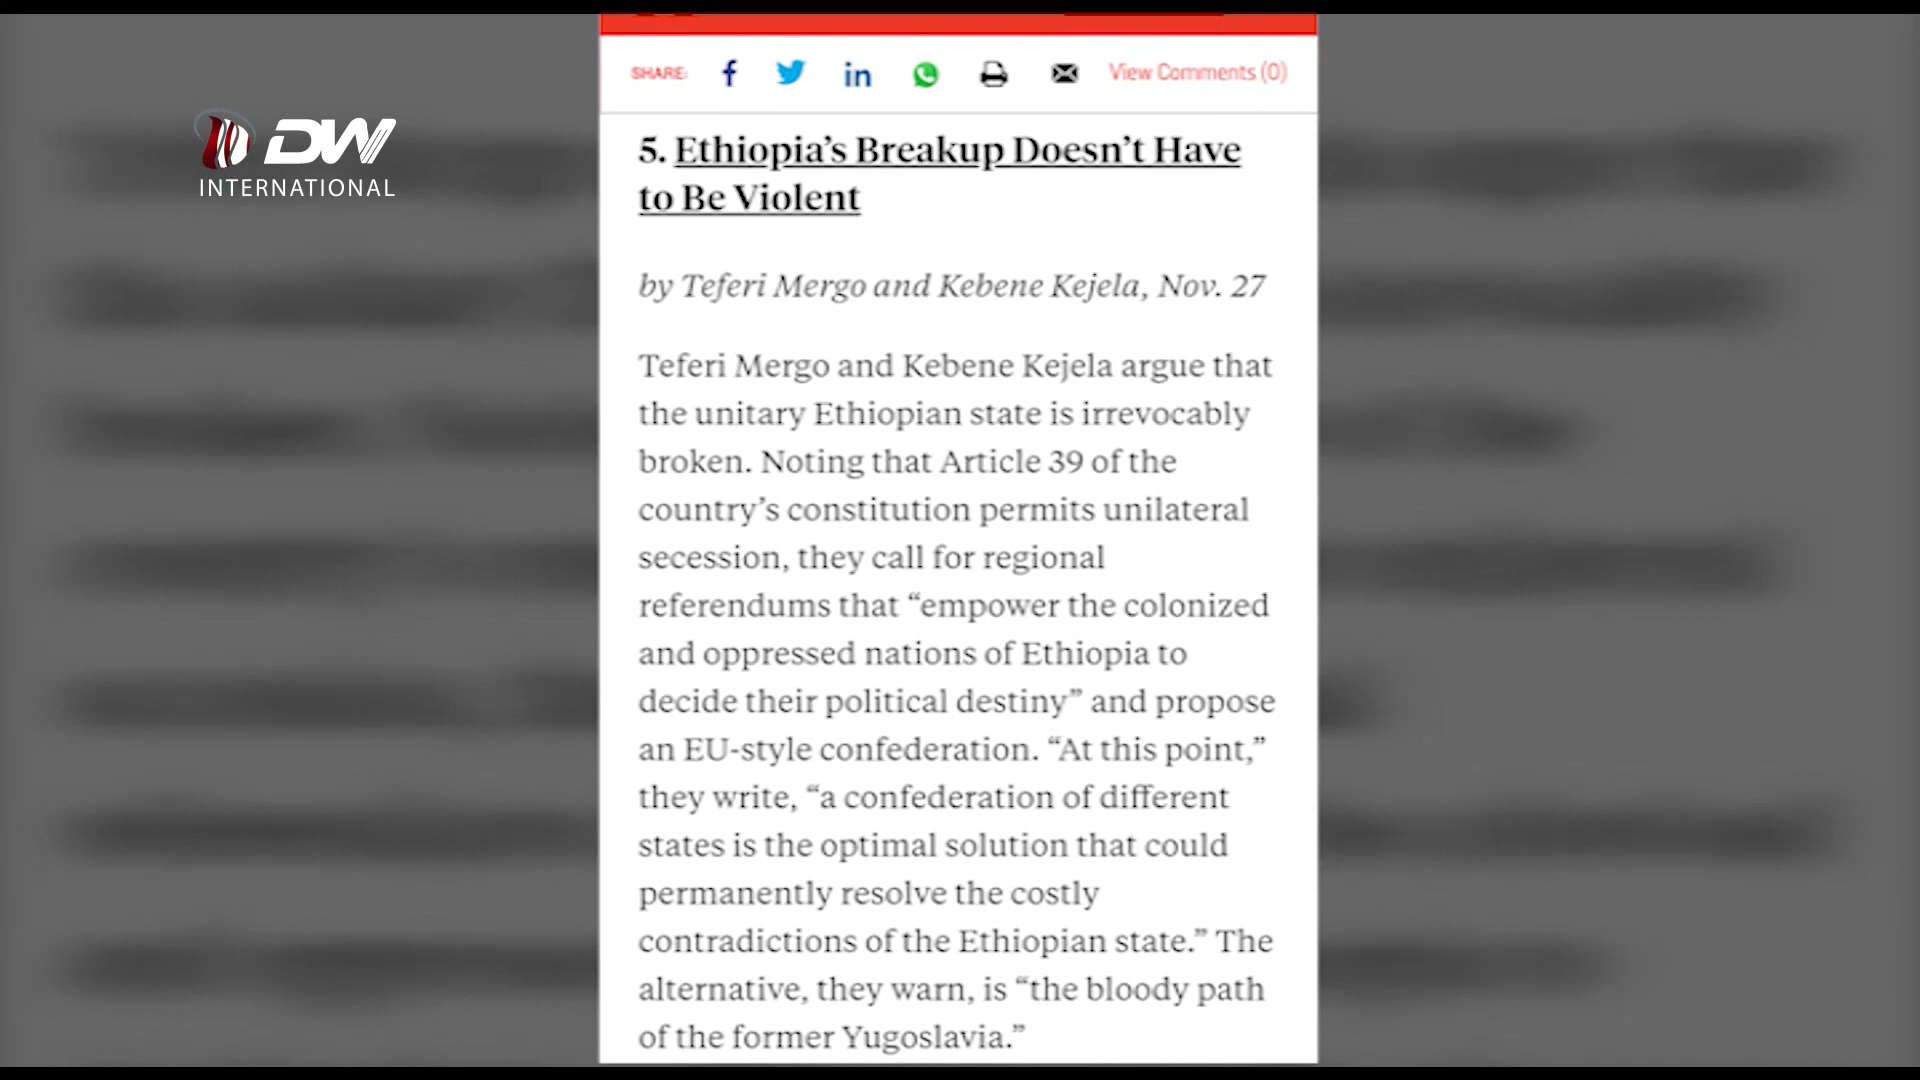 DW
INTERNATIONAL
SHARE:
View Comments (0)
5. Ethiopia’s Breakup Doesn’t Have
to Be Violent
by Teferi Mergo and Kebene Kejela, Nov. 27
Teferi Mergo and Kebene Kejela argue that
the unitary Ethiopian state is irrevocably
broken. Noting that Article 39 of the
country’s constitution permits unilateral
secession, they call for regional
referendums that “empower the colonized
and oppressed nations of Ethiopia to
decide their political destiny” and propose
an EU-style confederation. “At this point,”
they write, “a confederation of different
states is the optimal solution that could
permanently resolve the costly
contradictions of the Ethiopian state.” The
alternative, they warn, is “the bloody path
of the former Yugoslavia.”